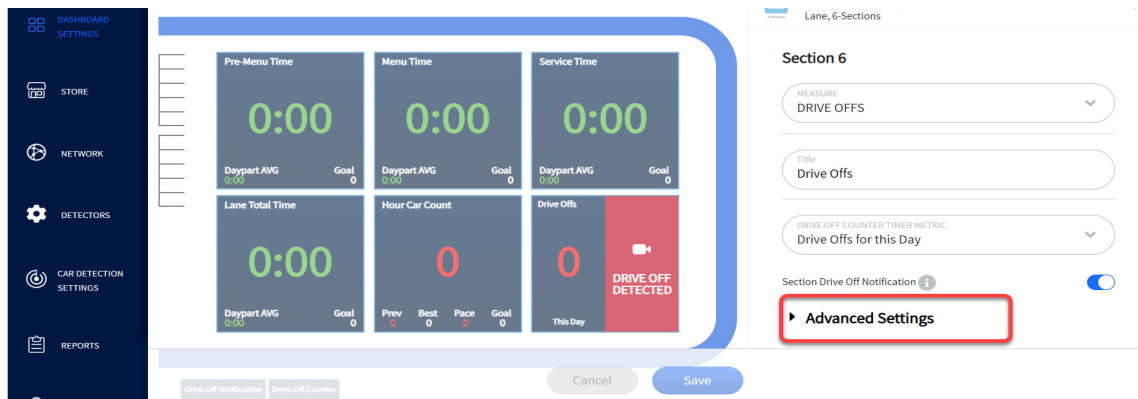 DASHBOARD
SETTINGS
STORE
NETWORK
DETECTORS
CAR DETECTION
SETTINGS
REPORTS
Pre-Menu Time
0:00
Daypart AVG Goal
0:00 0
Menu Time
0:00
Daypart AVG Goal
0:00 0
Service Time
0:00
Daypart AVG Goal
0:00 0
Lane Total Time
0:00
Daypart AVG Goal
0:00 0
Hour Car Count
0
Prev Best Pace Goal
0 0 0 0
Drive Offs
0
This Day
DRIVE OFF
DETECTED
Drive Off Notification Drive Off Counter
Cancel Save
6-Sections
Lane, 6-Sections
Section 6
MEASURE
DRIVE OFFS
Title
Drive Offs
DRIVE OFF COUNTER TIMER METRIC
Drive Offs for this Day
Section Drive Off Notification i
Advanced Settings